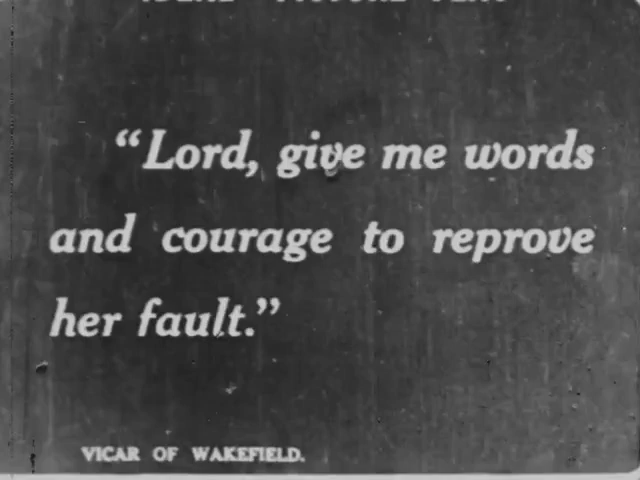 "Lord, give me words
and courage to reprove
her fault."
VICAR OF WAKEFIELD.